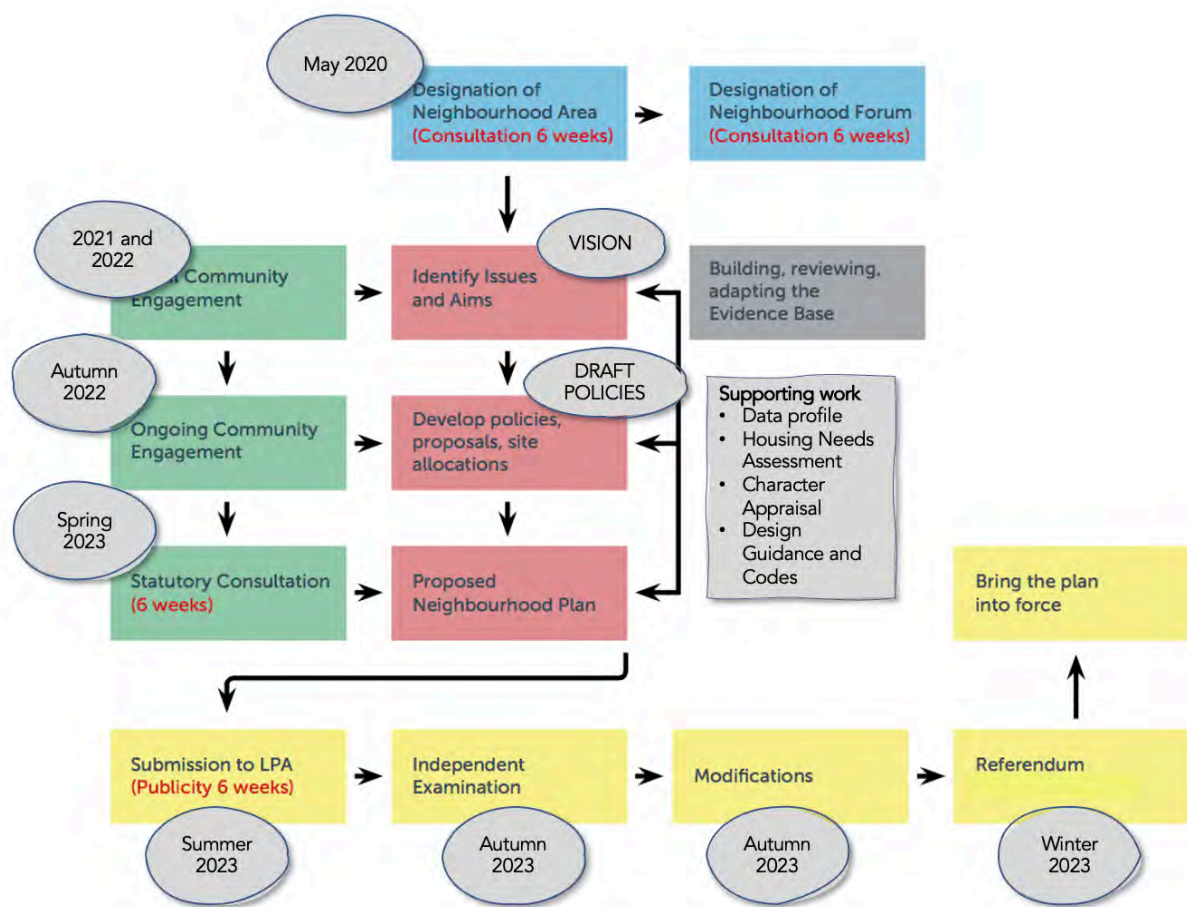 May 2020
Designation of
Neighbourhood Area
(Consultation 6 weeks)
Designation of
Neighbourhood Forum
(Consultation 6 weeks)
2021 and
2022
Community
Engagement
VISION
Identify Issues
and Aims
Building, reviewing,
adapting the
Evidence Base
Autumn
2022
Ongoing Community
Engagement
DRAFT
POLICIES
Develop policies,
proposals, site
allocations
Supporting work
• Data profile
• Housing Needs
Assessment
• Character
Appraisal
• Design
Guidance and
Codes
Spring
2023
Statutory Consultation
(6 weeks)
Proposed
Neighbourhood Plan
Bring the plan
into force
Submission to LPA
(Publicity 6 weeks)
Independent
Examination
Modifications
Referendum
Summer
2023
Autumn
2023
Autumn
2023
Winter
2023